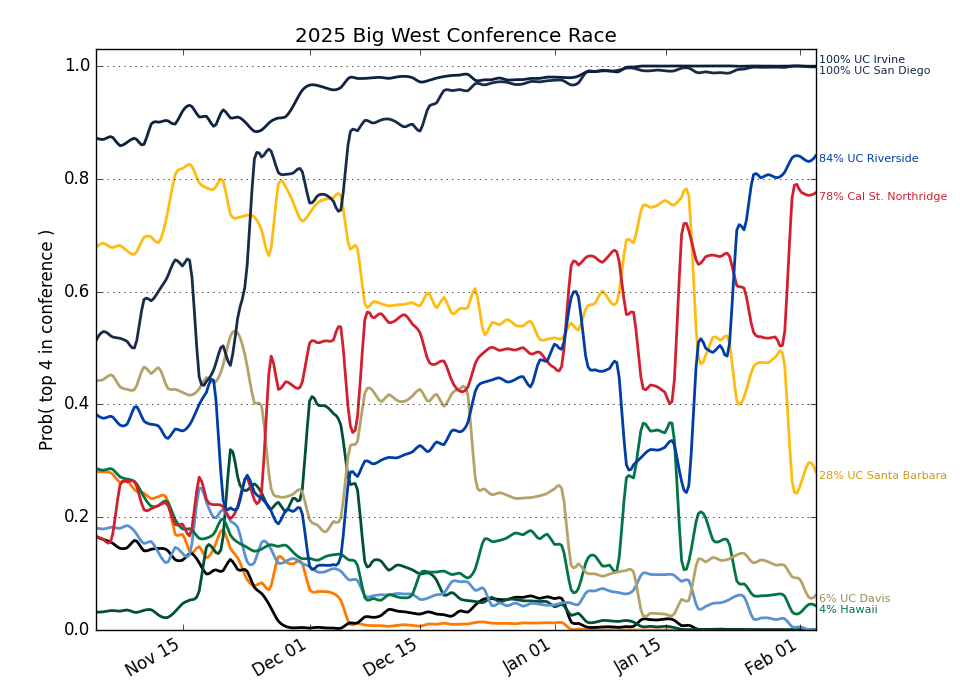 2025 Big West Conference Race
Prob( top 4 in conference )
1.0
0.8
0.6
0.4
0.2
0.0
Nov 15
Dec 01
Dec 15
Jan 01
Jan 15
Feb 01
100% UC Irvine
100% UC San Diego
84% UC Riverside
78% Cal St. Northridge
28% UC Santa Barbara
6% UC Davis
4% Hawaii